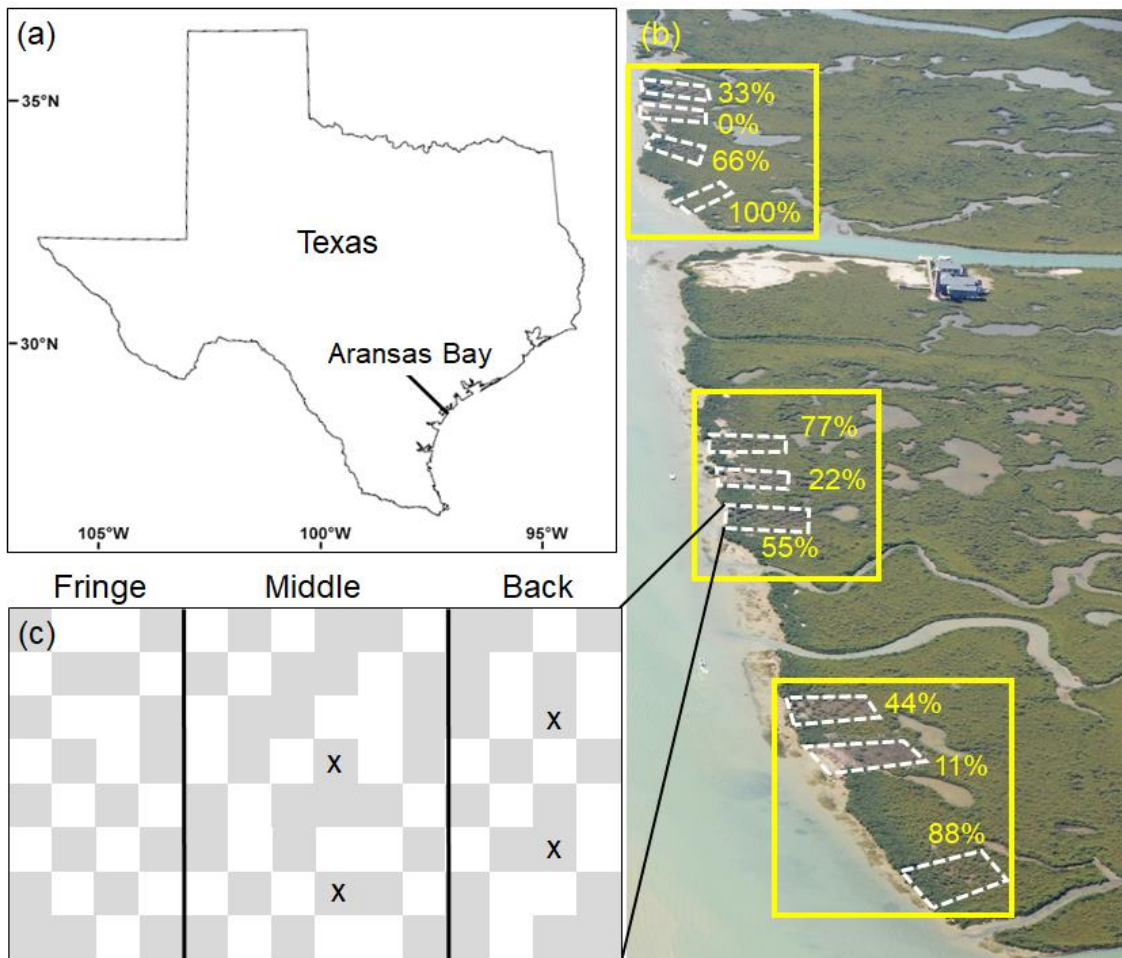 (a)
35°N
Texas
30°N
Aransas Bay
105°W
100°W
95°W
(b)
33%
0%
66%
100%
77%
22%
55%
44%
11%
88%
Fringe Middle Back
(c)
x
x
x
x